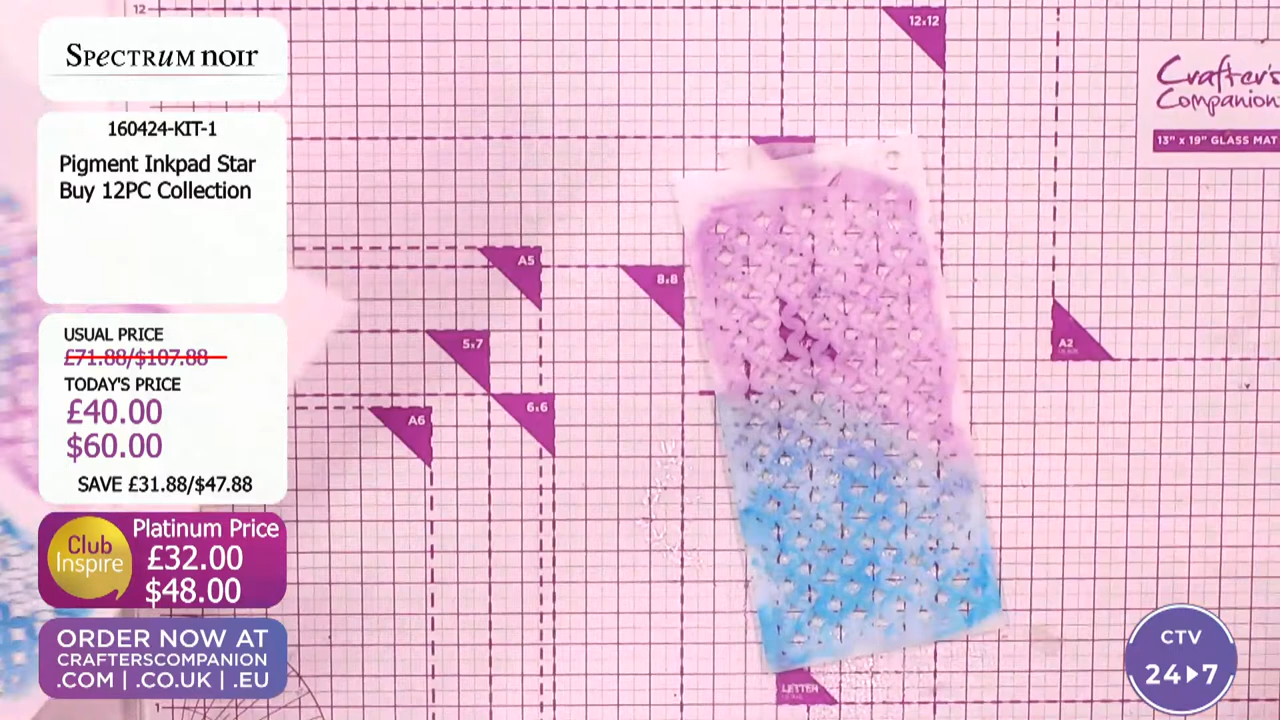 SPECTRUM NOIR
160424-KIT-1
Pigment Inkpad Star
Buy 12PC Collection
USUAL PRICE
£71.88/$107.88
TODAY'S PRICE
£40.00
$60.00
SAVE £31.88/$47.88
Club
Inspire
Platinum Price
£32.00
$48.00
ORDER NOW AT
CRAFTERSCOMPANION
.COM | .CO.UK | .EU
12
12x12
Crafter's
Companion
13" x 19" GLASS MAT
A5
8x8
5x7
A2
6x6
A6
LETTER
1
CTV
24▶7